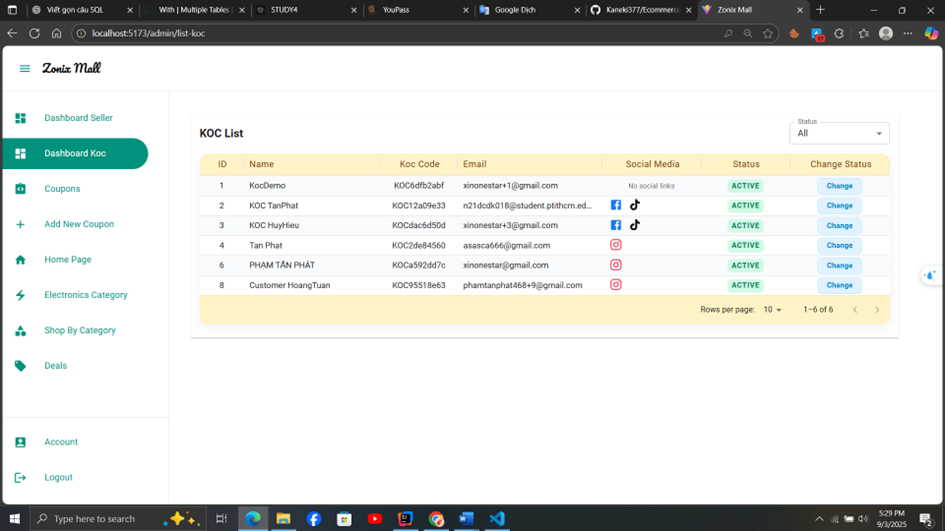 Viết gọn câu SQL
With | Multiple Tables |
STUDY4
YouPass
Google Dịch
Kaneki377/Ecommerc
Zonix Mall
localhost:5173/admin/list-koc
Zonix Mall
Dashboard Seller
Dashboard Koc
Coupons
Add New Coupon
Home Page
Electronics Category
Shop By Category
Deals
Account
Logout
KOC List
Status
All
ID Name Koc Code Email Social Media Status Change Status
1 KocDemo KOC6dfb2abf xinonestar+1@gmail.com No social links ACTIVE Change
2 KOC TanPhat KOC12a09e33 n21dcdk018@student.ptithcm.ed... ACTIVE Change
3 KOC HuyHieu KOCdac6d50d xinonestar+3@gmail.com ACTIVE Change
4 Tan Phat KOC2de84560 asasca666@gmail.com ACTIVE Change
6 PHẠM TẤN PHÁT KOCa592dd7c xinonestar@gmail.com ACTIVE Change
8 Customer HoangTuan KOC95518e63 phamtanphat468+9@gmail.com ACTIVE Change
Rows per page: 10 1–6 of 6
Type here to search
5:29 PM
9/3/2025